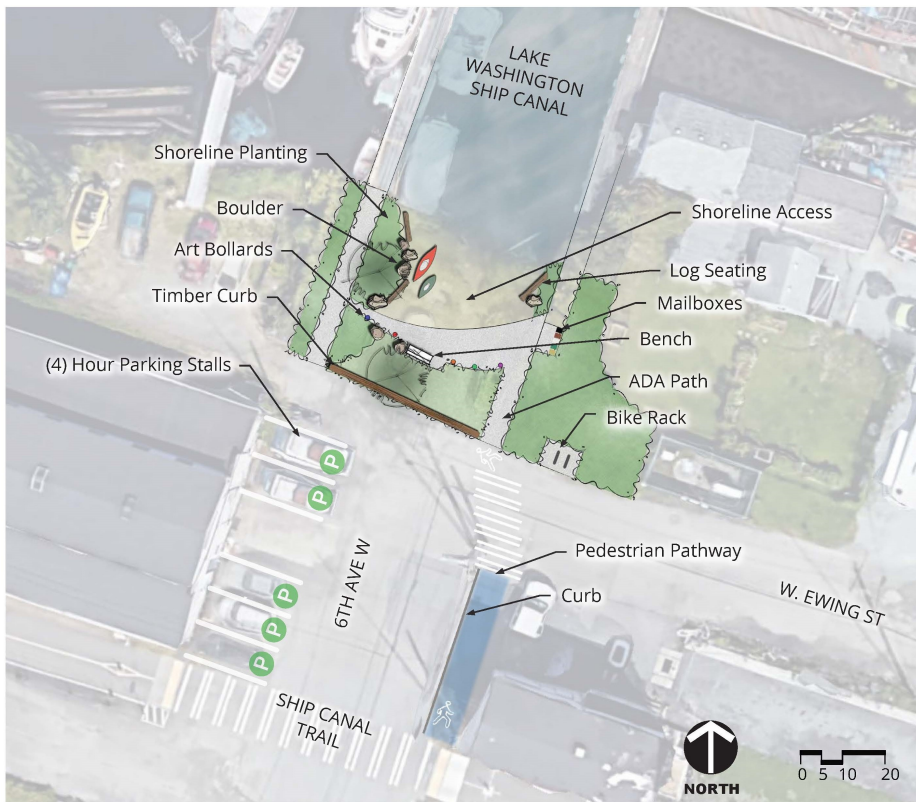 LAKE
WASHINGTON
SHIP CANAL
Shoreline Planting
Boulder
Art Bollards
Timber Curb
(4) Hour Parking Stalls
Shoreline Access
Log Seating
Mailboxes
Bench
ADA Path
Bike Rack
P
P
P
P
P
6TH AVE W
Pedestrian Pathway
Curb
W. EWING ST
SHIP CANAL
TRAIL
NORTH
0 5 10 20